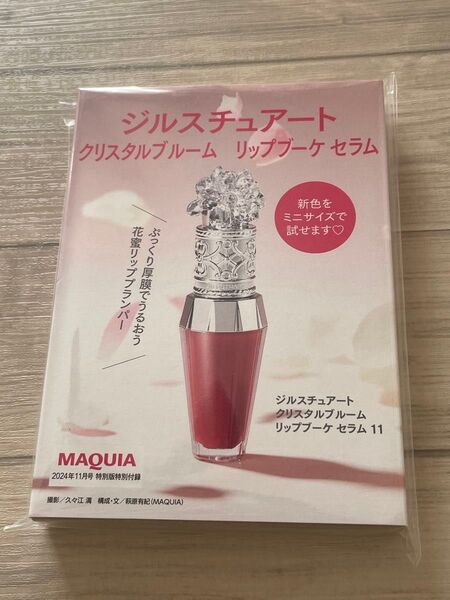 ジルスチュアート
クリスタルブルーム リップブーケ セラム
新色を
ミニサイズで
試せます♡
ぷっくり厚膜でうるおう
花蜜リッププランパー
ジルスチュアート
クリスタルブルーム
リップブーケ セラム 11
MAQUIA
2024年11月号 特別版特別付録
撮影／久々江 満 構成・文／萩原有紀(MAQUIA)